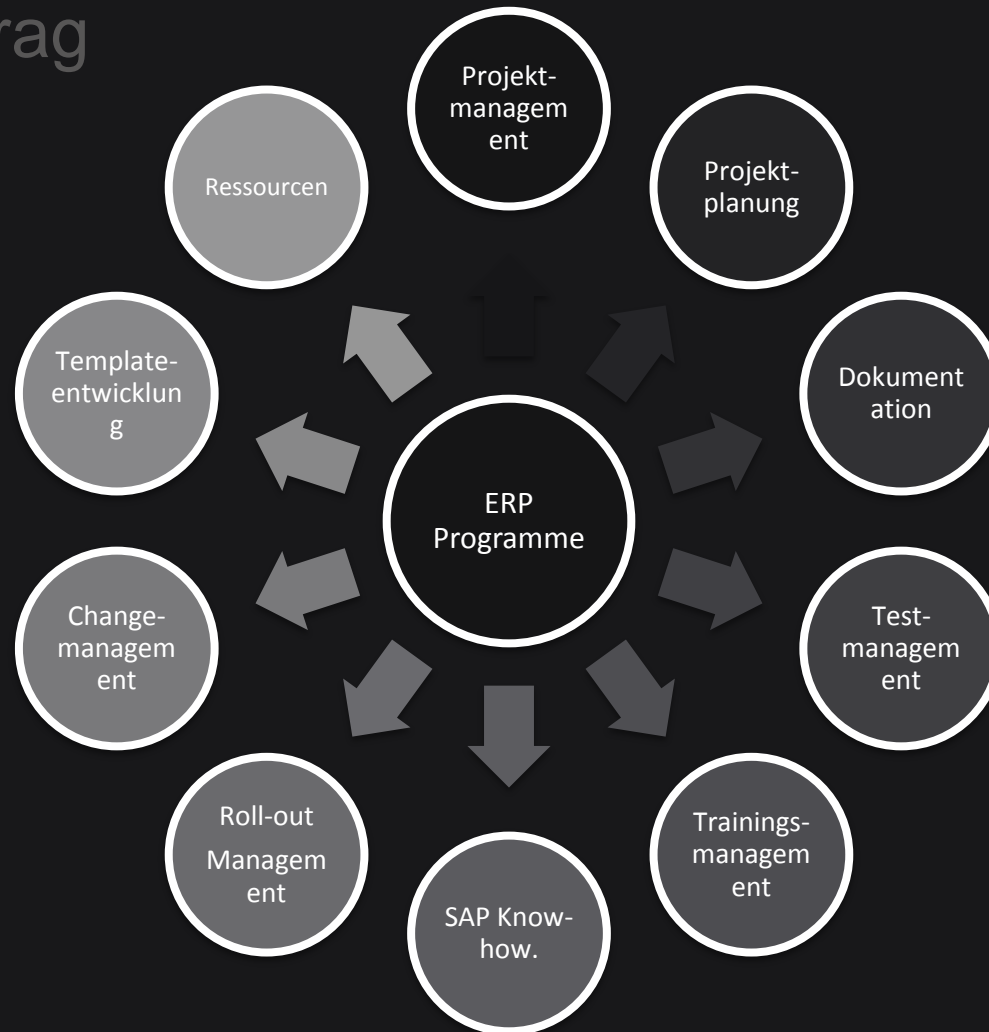 rag
Projekt-
managem
ent
Projekt-
planung
Dokument
ation
Test-
managem
ent
Trainings-
managem
ent
SAP Know-
how.
Roll-out
Managem
ent
Change-
managem
ent
Template-
entwicklun
g
Ressourcen
ERP
Programme